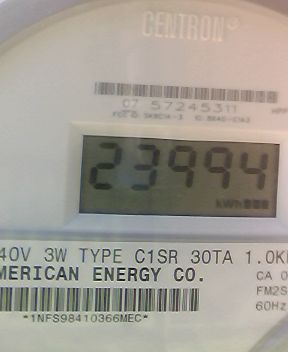 CENTRON®
07 57245311
23994
kWh
40V 3W TYPE C1SR 30TA 1.0K
MERICAN ENERGY CO.
CA 0
FM2S
60Hz
*1NFS98410366MEC*